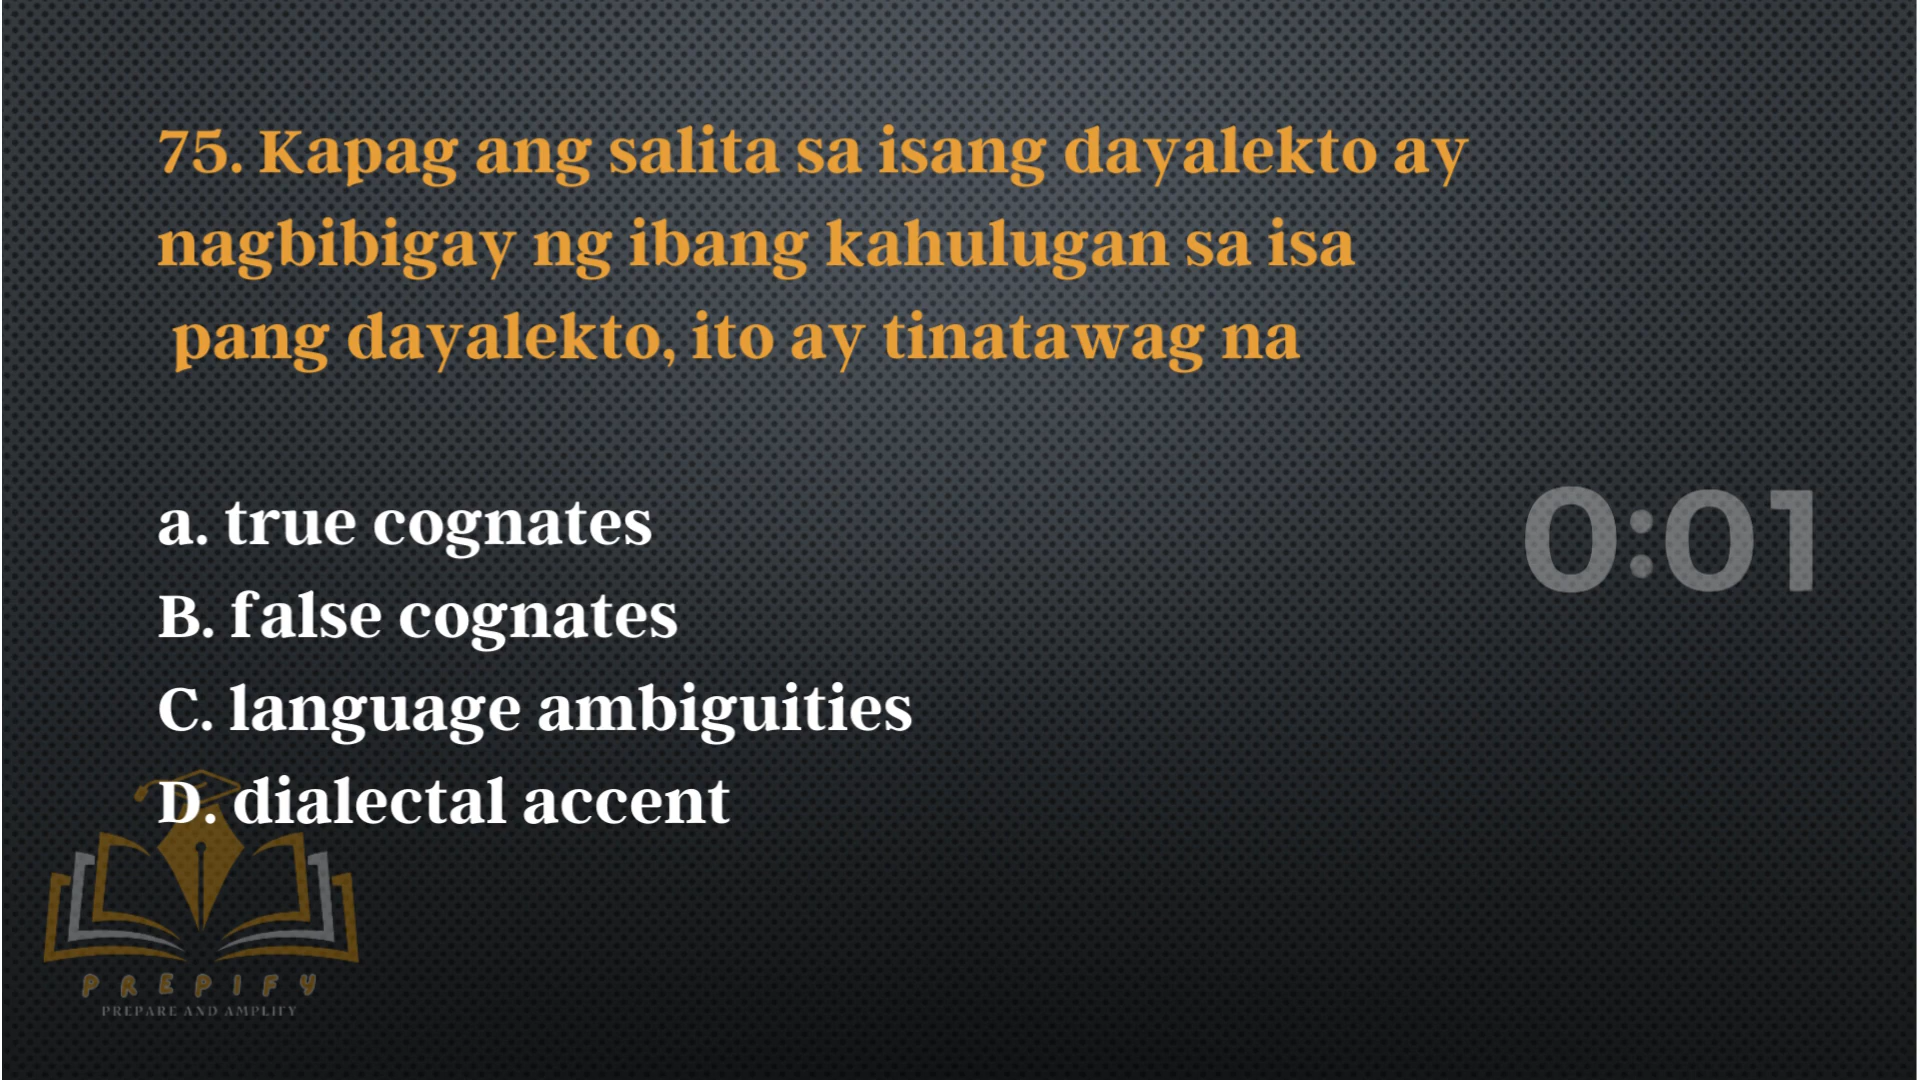 75. Kapag ang salita sa isang dayalekto ay
nagbibigay ng ibang kahulugan sa isa
pang dayalekto, ito ay tinatawag na
a. true cognates
B. false cognates
C. language ambiguities
D. dialectal accent
0:01
PREPIFY
PREPARE AND AMPLIFY